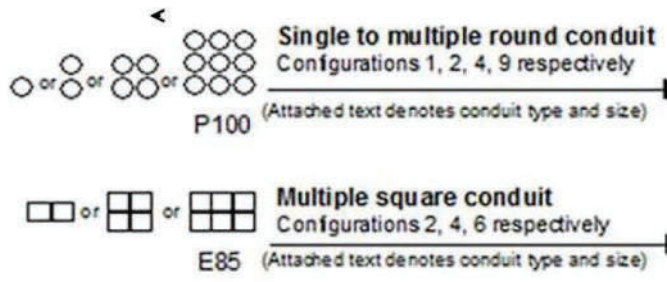 Single to multiple round conduit
or or or Configurations 1, 2, 4, 9 respectively
P100 (Attached text denotes conduit type and size)
Multiple square conduit
or or Configurations 2, 4, 6 respectively
E85 (Attached text denotes conduit type and size)